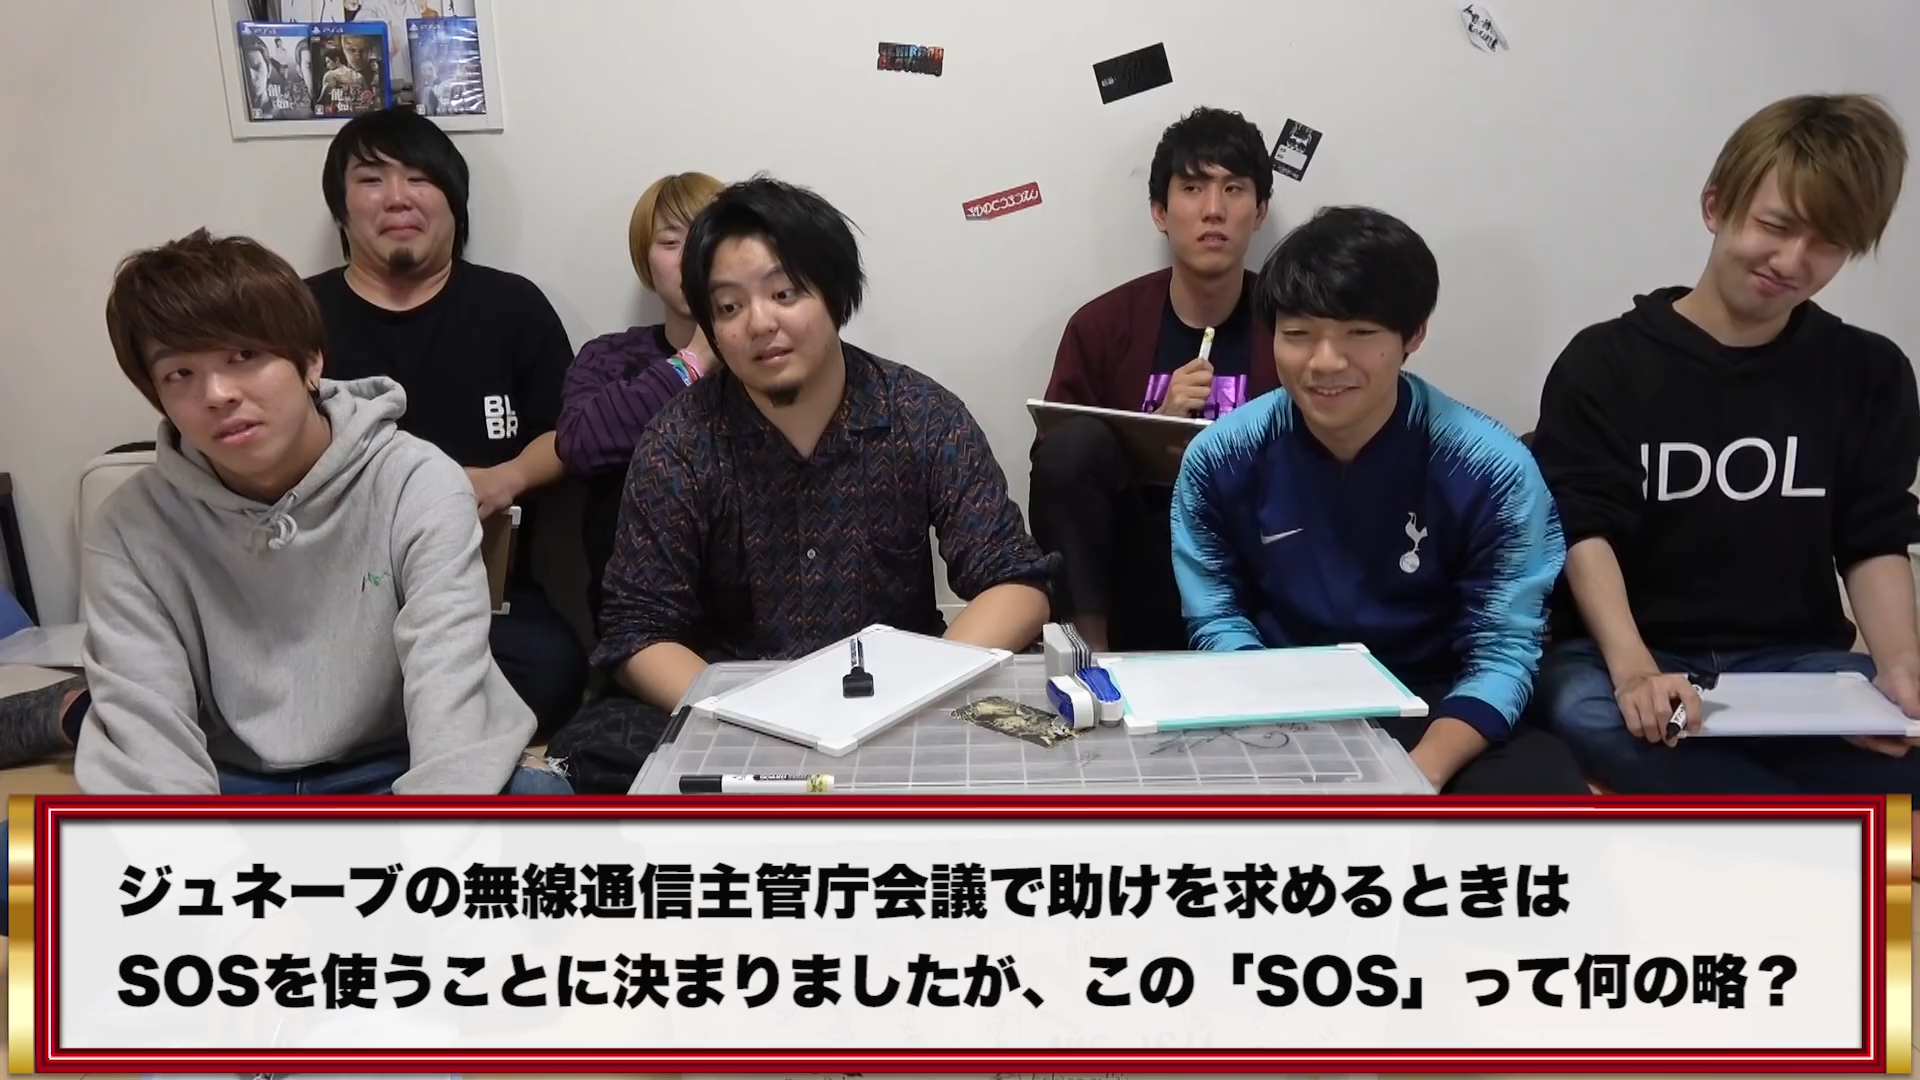 BL
BR
IDOL
ジュネーブの無線通信主管庁会議で助けを求めるときは
SOSを使うことに決まりましたが、この「SOS」って何の略？